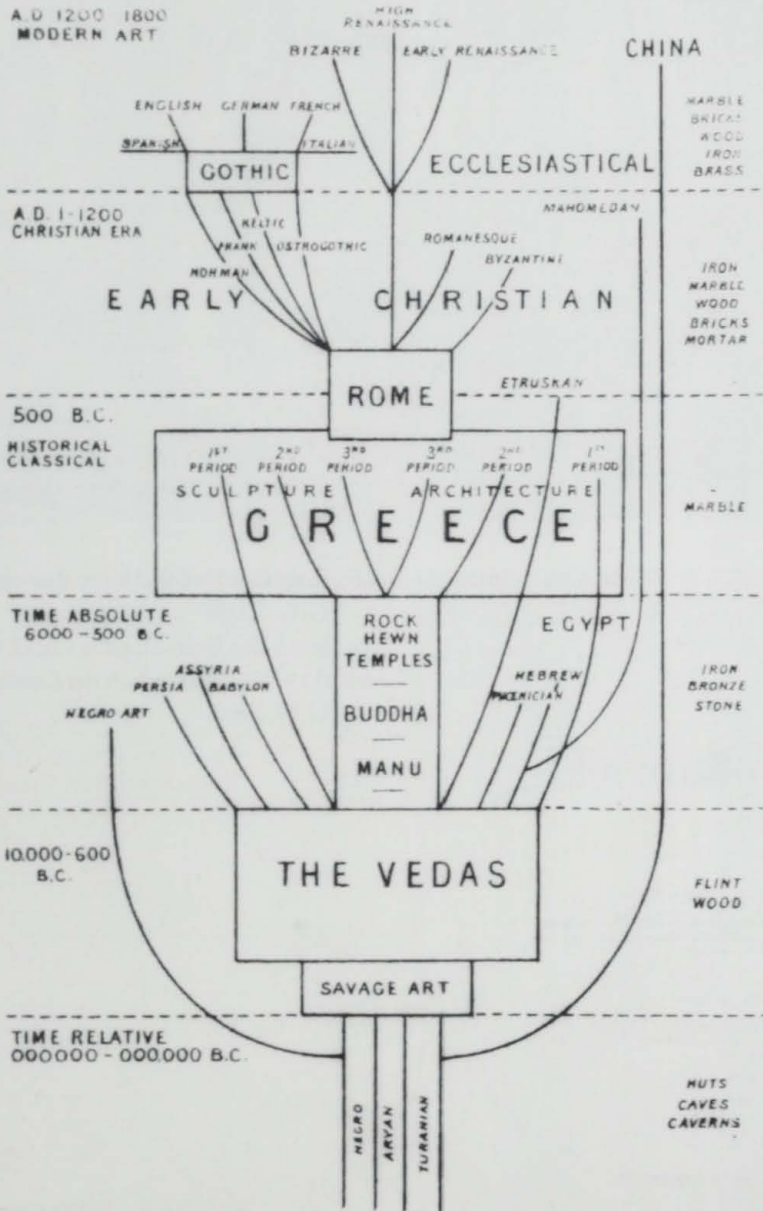 A.D 1200 1800
MODERN ART
HIGH
RENAISSANCE
BIZARRE
EARLY RENAISSANCE
CHINA
ENGLISH
GERMAN
FRENCH
SPANISH
ITALIAN
GOTHIC
ECCLESIASTICAL
MARBLE
BRICKS
WOOD
IRON
BRASS
A.D. 1-1200
CHRISTIAN ERA
MAHOMEDAN
KELTIC
FRANK
OSTROGOTHIC
NORMAN
ROMANESQUE
BYZANTINE
EARLY CHRISTIAN
IRON
MARBLE
WOOD
BRICKS
MORTAR
ROME
ETRUSKAN
500 B.C.
HISTORICAL
CLASSICAL
1ST PERIOD
2ND PERIOD
3RD PERIOD
3RD PERIOD
2ND PERIOD
1ST PERIOD
SCULPTURE
ARCHITECTURE
GREECE
MARBLE
TIME ABSOLUTE
6000-500 B.C.
ROCK
HEWN
TEMPLES
BUDDHA
MANU
EGYPT
ASSYRIA
PERSIA
BABYLON
NEGRO ART
HEBREW
&
PHENICIAN
IRON
BRONZE
STONE
10.000-600
B.C.
THE VEDAS
FLINT
WOOD
SAVAGE ART
TIME RELATIVE
000000-000.000 B.C.
NEGRO
ARYAN
TURANIAN
HUTS
CAVES
CAVERNS